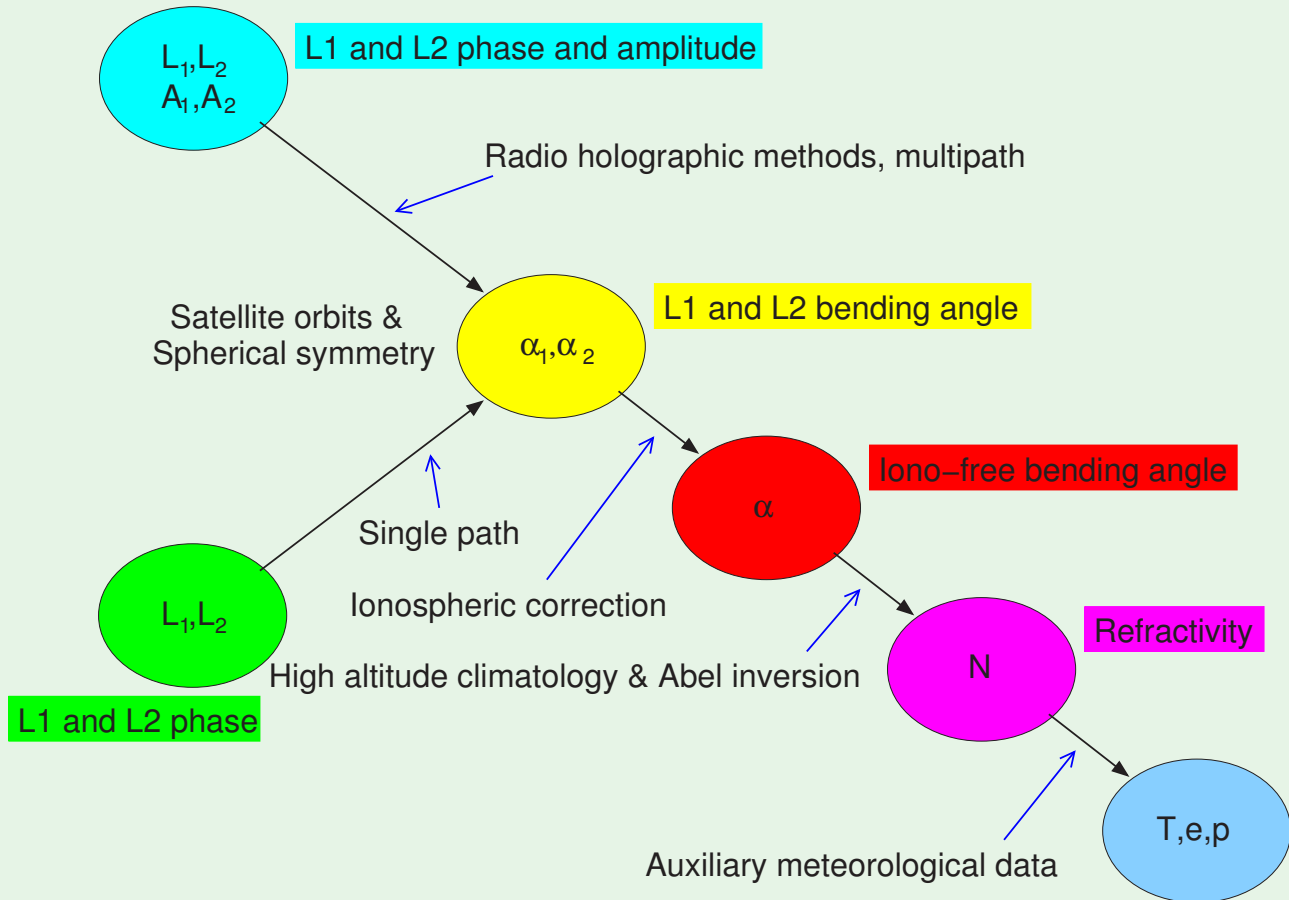 L₁,L₂
A₁,A₂
L1 and L2 phase and amplitude
Radio holographic methods, multipath
Satellite orbits &
Spherical symmetry
α₁,α₂
L1 and L2 bending angle
Single path
L₁,L₂
L1 and L2 phase
Ionospheric correction
α
Iono−free bending angle
High altitude climatology & Abel inversion
N
Refractivity
Auxiliary meteorological data
T,e,p